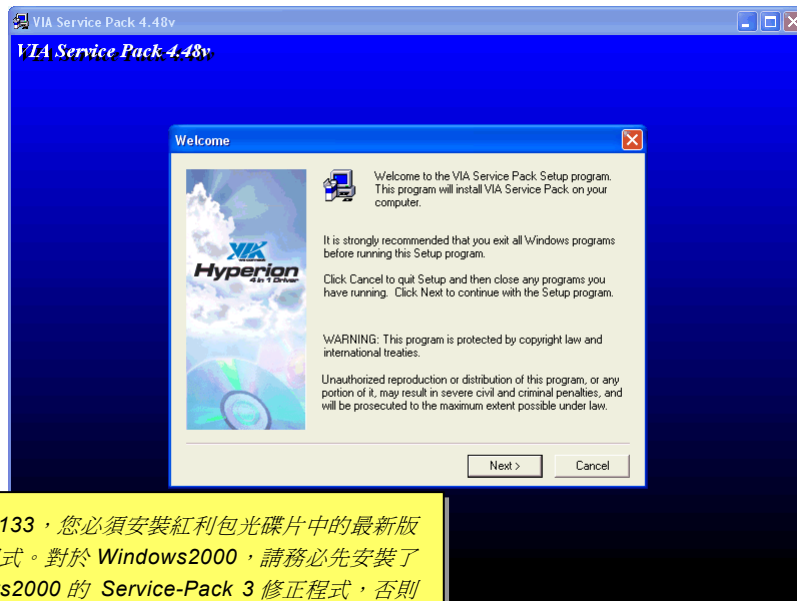 VIA Service Pack 4.48v
VIA Service Pack 4.48v
Welcome
Welcome to the VIA Service Pack Setup program.
This program will install VIA Service Pack on your
computer.
It is strongly recommended that you exit all Windows programs
before running this Setup program.
Click Cancel to quit Setup and then close any programs you
have running. Click Next to continue with the Setup program.
WARNING: This program is protected by copyright law and
international treaties.
Unauthorized reproduction or distribution of this program, or any
portion of it, may result in severe civil and criminal penalties, and
will be prosecuted to the maximum extent possible under law.
VIA
Hyperion
4 in 1 Driver
Next >
Cancel
133，您必須安裝紅利包光碟片中的最新版
式。對於 Windows2000，請務必先安裝了
s2000 的 Service-Pack 3 修正程式，否則